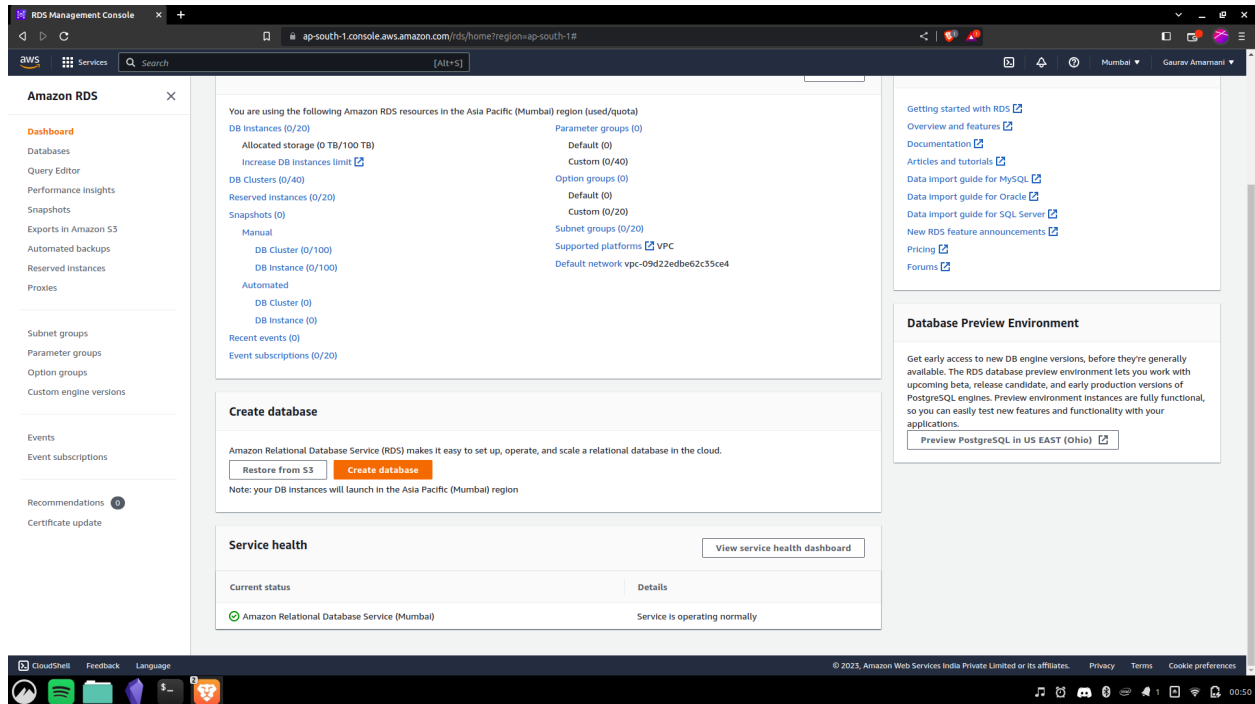 RDS Management Console
ap-south-1.console.aws.amazon.com/rds/home?region=ap-south-1#
aws
Services
Search
[Alt+S]
Mumbai
Gaurav Amarnani
Amazon RDS
Dashboard
Databases
Query Editor
Performance insights
Snapshots
Exports in Amazon S3
Automated backups
Reserved instances
Proxies
Subnet groups
Parameter groups
Option groups
Custom engine versions
Events
Event subscriptions
Recommendations 0
Certificate update
You are using the following Amazon RDS resources in the Asia Pacific (Mumbai) region (used/quota)
DB Instances (0/20)
Allocated storage (0 TB/100 TB)
Increase DB instances limit
DB Clusters (0/40)
Reserved instances (0/20)
Snapshots (0)
Manual
DB Cluster (0/100)
DB Instance (0/100)
Automated
DB Cluster (0)
DB Instance (0)
Recent events (0)
Event subscriptions (0/20)
Parameter groups (0)
Default (0)
Custom (0/40)
Option groups (0)
Default (0)
Custom (0/20)
Subnet groups (0/20)
Supported platforms VPC
Default network vpc-09d22edbe62c35ce4
Create database
Amazon Relational Database Service (RDS) makes it easy to set up, operate, and scale a relational database in the cloud.
Restore from S3
Create database
Note: your DB instances will launch in the Asia Pacific (Mumbai) region
Service health
View service health dashboard
Current status
Details
Amazon Relational Database Service (Mumbai)
Service is operating normally
Getting started with RDS
Overview and features
Documentation
Articles and tutorials
Data import guide for MySQL
Data import guide for Oracle
Data import guide for SQL Server
New RDS feature announcements
Pricing
Forums
Database Preview Environment
Get early access to new DB engine versions, before they're generally
available. The RDS database preview environment lets you work with
upcoming beta, release candidate, and early production versions of
PostgreSQL engines. Preview environment instances are fully functional,
so you can easily test new features and functionality with your
applications.
Preview PostgreSQL in US EAST (Ohio)
CloudShell
Feedback
Language
© 2023, Amazon Web Services India Private Limited or its affiliates.
Privacy
Terms
Cookie preferences
2
1
00:50